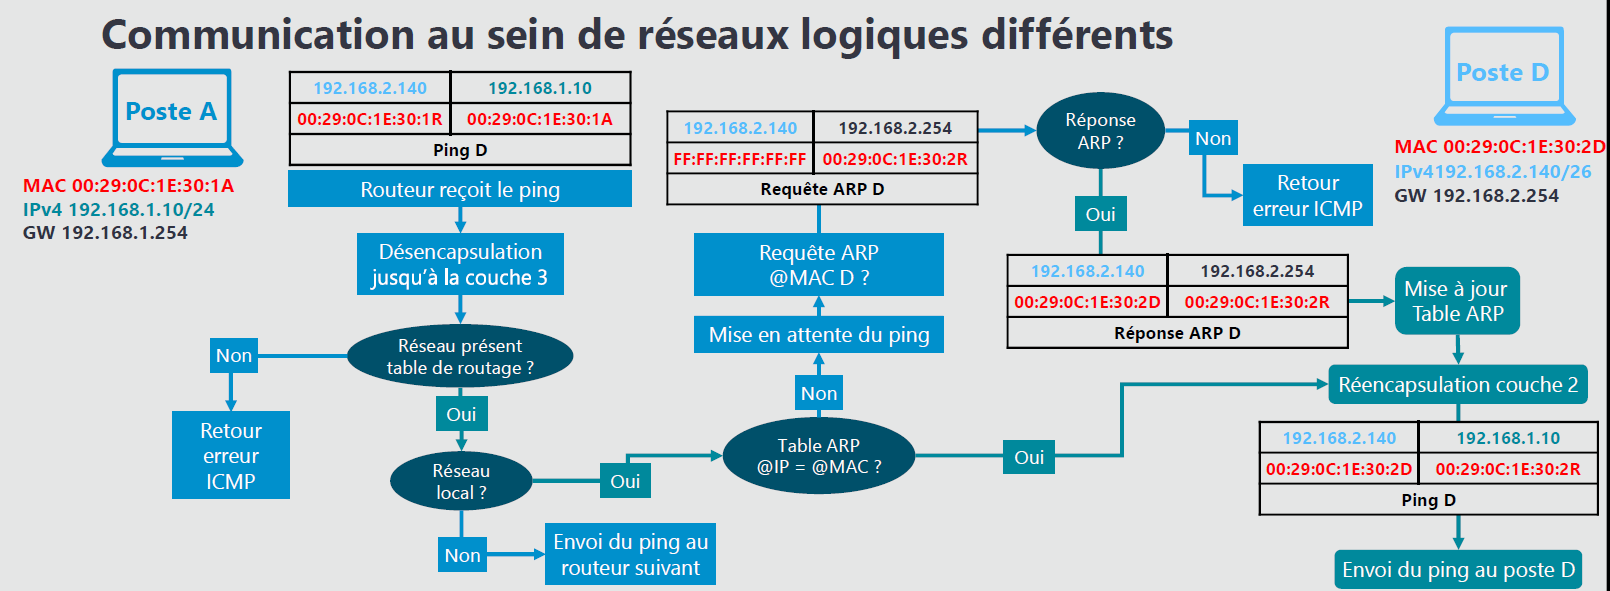 Communication au sein de réseaux logiques différents
Poste A
MAC 00:29:0C:1E:30:1A
IPv4 192.168.1.10/24
GW 192.168.1.254
192.168.2.140 192.168.1.10
00:29:0C:1E:30:1R 00:29:0C:1E:30:1A
Ping D
Routeur reçoit le ping
Désencapsulation
jusqu'à la couche 3
Réseau présent
table de routage ?
Non
Retour
erreur
ICMP
Oui
Réseau
local ?
Non
Envoi du ping au
routeur suivant
Oui
Table ARP
@IP = @MAC ?
Non
Mise en attente du ping
Requête ARP
@MAC D ?
192.168.2.140 192.168.2.254
FF:FF:FF:FF:FF:FF 00:29:0C:1E:30:2R
Requête ARP D
Réponse
ARP ?
Non
Retour
erreur ICMP
Oui
192.168.2.140 192.168.2.254
00:29:0C:1E:30:2D 00:29:0C:1E:30:2R
Réponse ARP D
Mise à jour
Table ARP
Oui
Réencapsulation couche 2
192.168.2.140 192.168.1.10
00:29:0C:1E:30:2D 00:29:0C:1E:30:2R
Ping D
Envoi du ping au poste D
Poste D
MAC 00:29:0C:1E:30:2D
IPv4192.168.2.140/26
GW 192.168.2.254